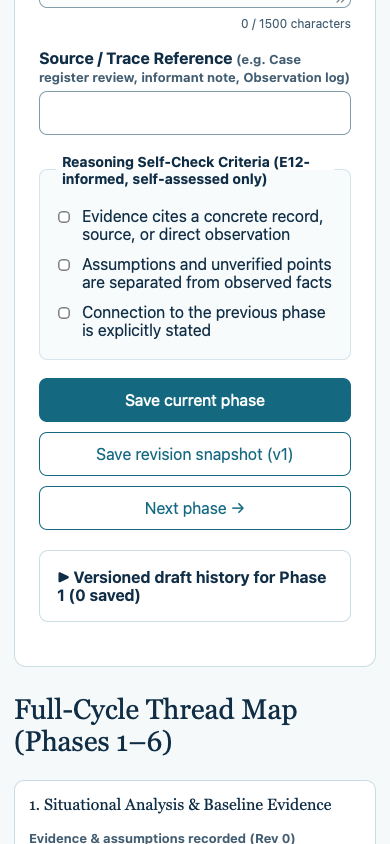 0 / 1500 characters
Source / Trace Reference (e.g. Case
register review, informant note, Observation log)
Reasoning Self-Check Criteria (E12-
informed, self-assessed only)
Evidence cites a concrete record,
source, or direct observation
Assumptions and unverified points
are separated from observed facts
Connection to the previous phase
is explicitly stated
Save current phase
Save revision snapshot (v1)
Next phase →
▶ Versioned draft history for Phase
1 (0 saved)
Full-Cycle Thread Map
(Phases 1–6)
1. Situational Analysis & Baseline Evidence
Evidence & assumptions recorded (Rev 0)